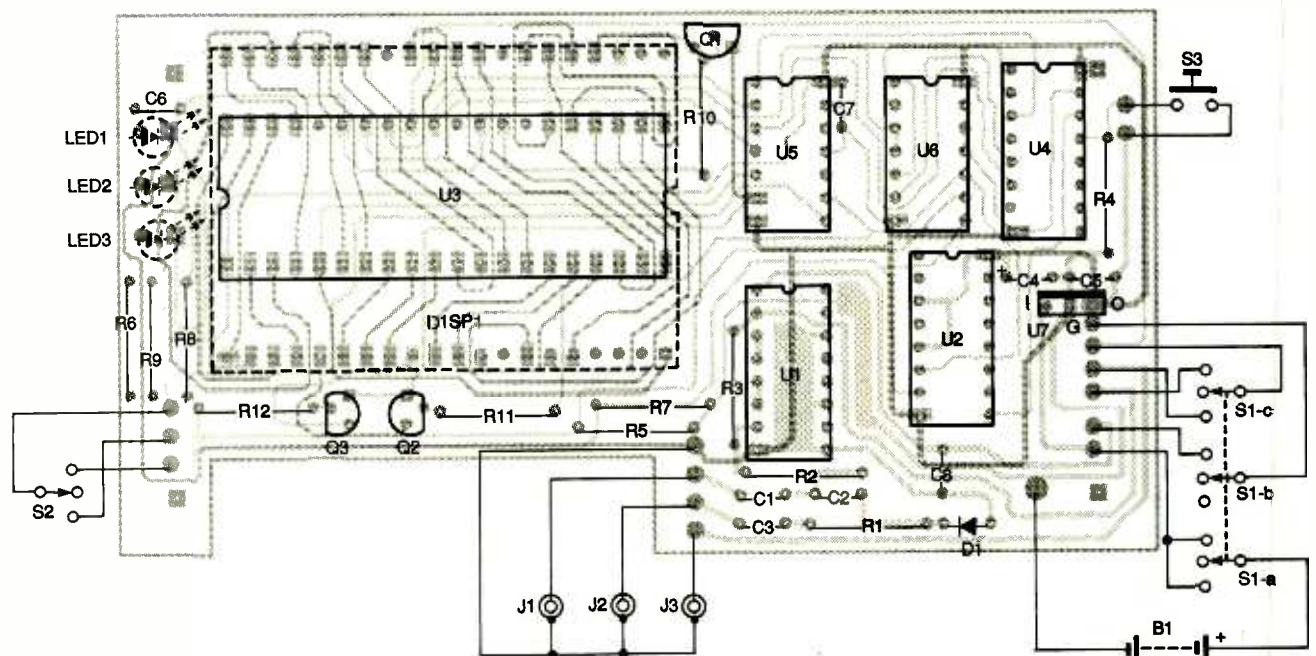 CR
S3
C6
R10
C7
LED1
U5
U6
U4
LED2
U3
R4
LED3
+
C4
C5
I
O
U7
G
R6
D1SP1
U2
R9
R8
R3
U1
R12
R11
R7
S1-c
R5
Q3
Q2
R2
C8
S1-b
S2
C1
C2
C3
R1
D1
S1-a
J1
J2
J3
B1
+